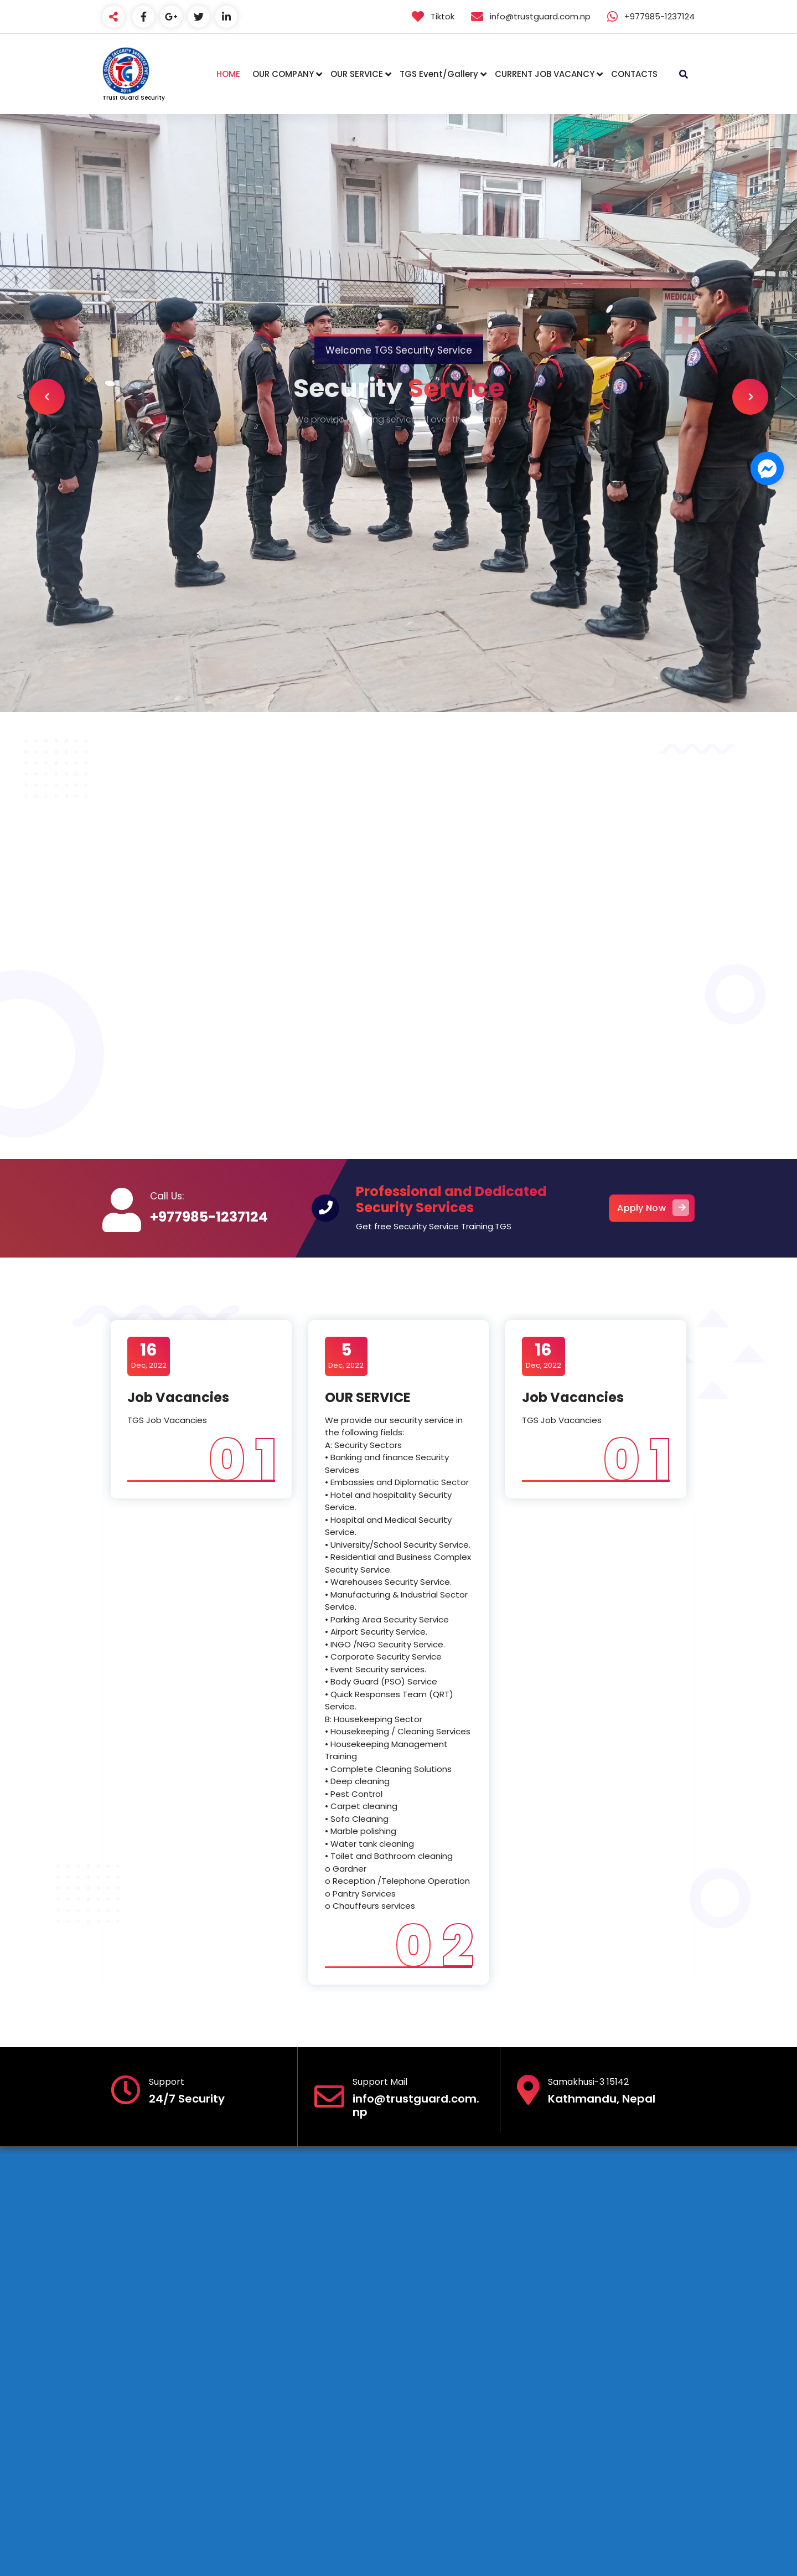 Tiktok
info@trustguard.com.np
+977985-1237124
Trust Guard Security
HOME
OUR COMPANY
OUR SERVICE
TGS Event/Gallery
CURRENT JOB VACANCY
CONTACTS
MEDICAL
Welcome TGS Security Service
Security Service
Call Us:
+977985-1237124
Professional and Dedicated
Security Services
Get free Security Service Training.TGS
Apply Now
16
Dec, 2022
Job Vacancies
TGS Job Vacancies
01
5
Dec, 2022
OUR SERVICE
We provide our security service in
the following fields:
A: Security Sectors
• Banking and finance Security
Services
• Embassies and Diplomatic Sector
• Hotel and hospitality Security
Service.
• Hospital and Medical Security
Service.
• University/School Security Service.
• Residential and Business Complex
Security Service.
• Warehouses Security Service.
• Manufacturing & Industrial Sector
Service.
• Parking Area Security Service
• Airport Security Service.
• INGO /NGO Security Service.
• Corporate Security Service
• Event Security services.
• Body Guard (PSO) Service
• Quick Responses Team (QRT)
Service.
B: Housekeeping Sector
• Housekeeping / Cleaning Services
• Housekeeping Management
Training
• Complete Cleaning Solutions
• Deep cleaning
• Pest Control
• Carpet cleaning
• Sofa Cleaning
• Marble polishing
• Water tank cleaning
• Toilet and Bathroom cleaning
o Gardner
o Reception /Telephone Operation
o Pantry Services
o Chauffeurs services
02
16
Dec, 2022
Job Vacancies
TGS Job Vacancies
01
Support
24/7 Security
Support Mail
info@trustguard.com.
np
Samakhusi-3 15142
Kathmandu, Nepal